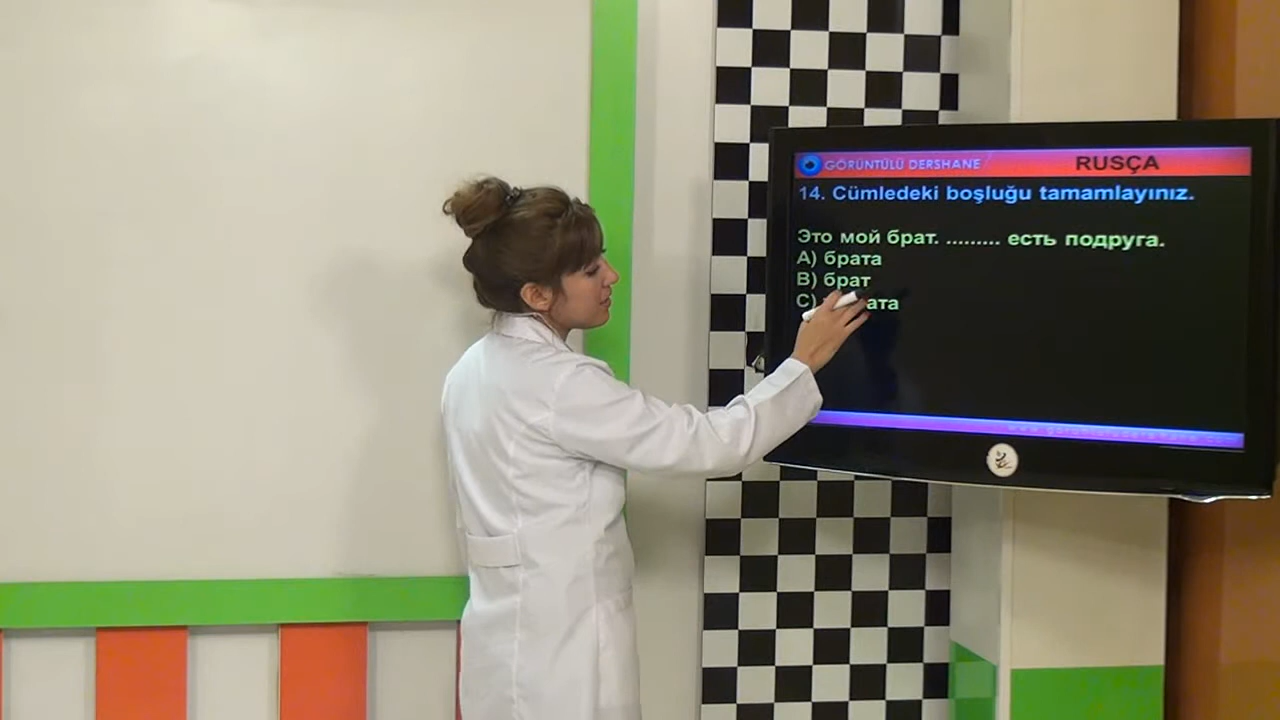 GÖRÜNTÜLÜ DERSHANE
RUSÇA
14. Cümledeki boşluğu tamamlayınız.
Это мой брат. ......... есть подруга.
A) брата
B) брат
C)